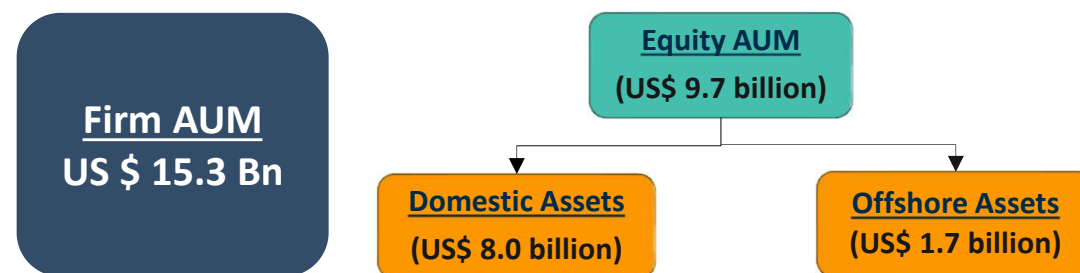 Firm AUM
US $ 15.3 Bn
Equity AUM
(US$ 9.7 billion)
Domestic Assets
(US$ 8.0 billion)
Offshore Assets
(US$ 1.7 billion)